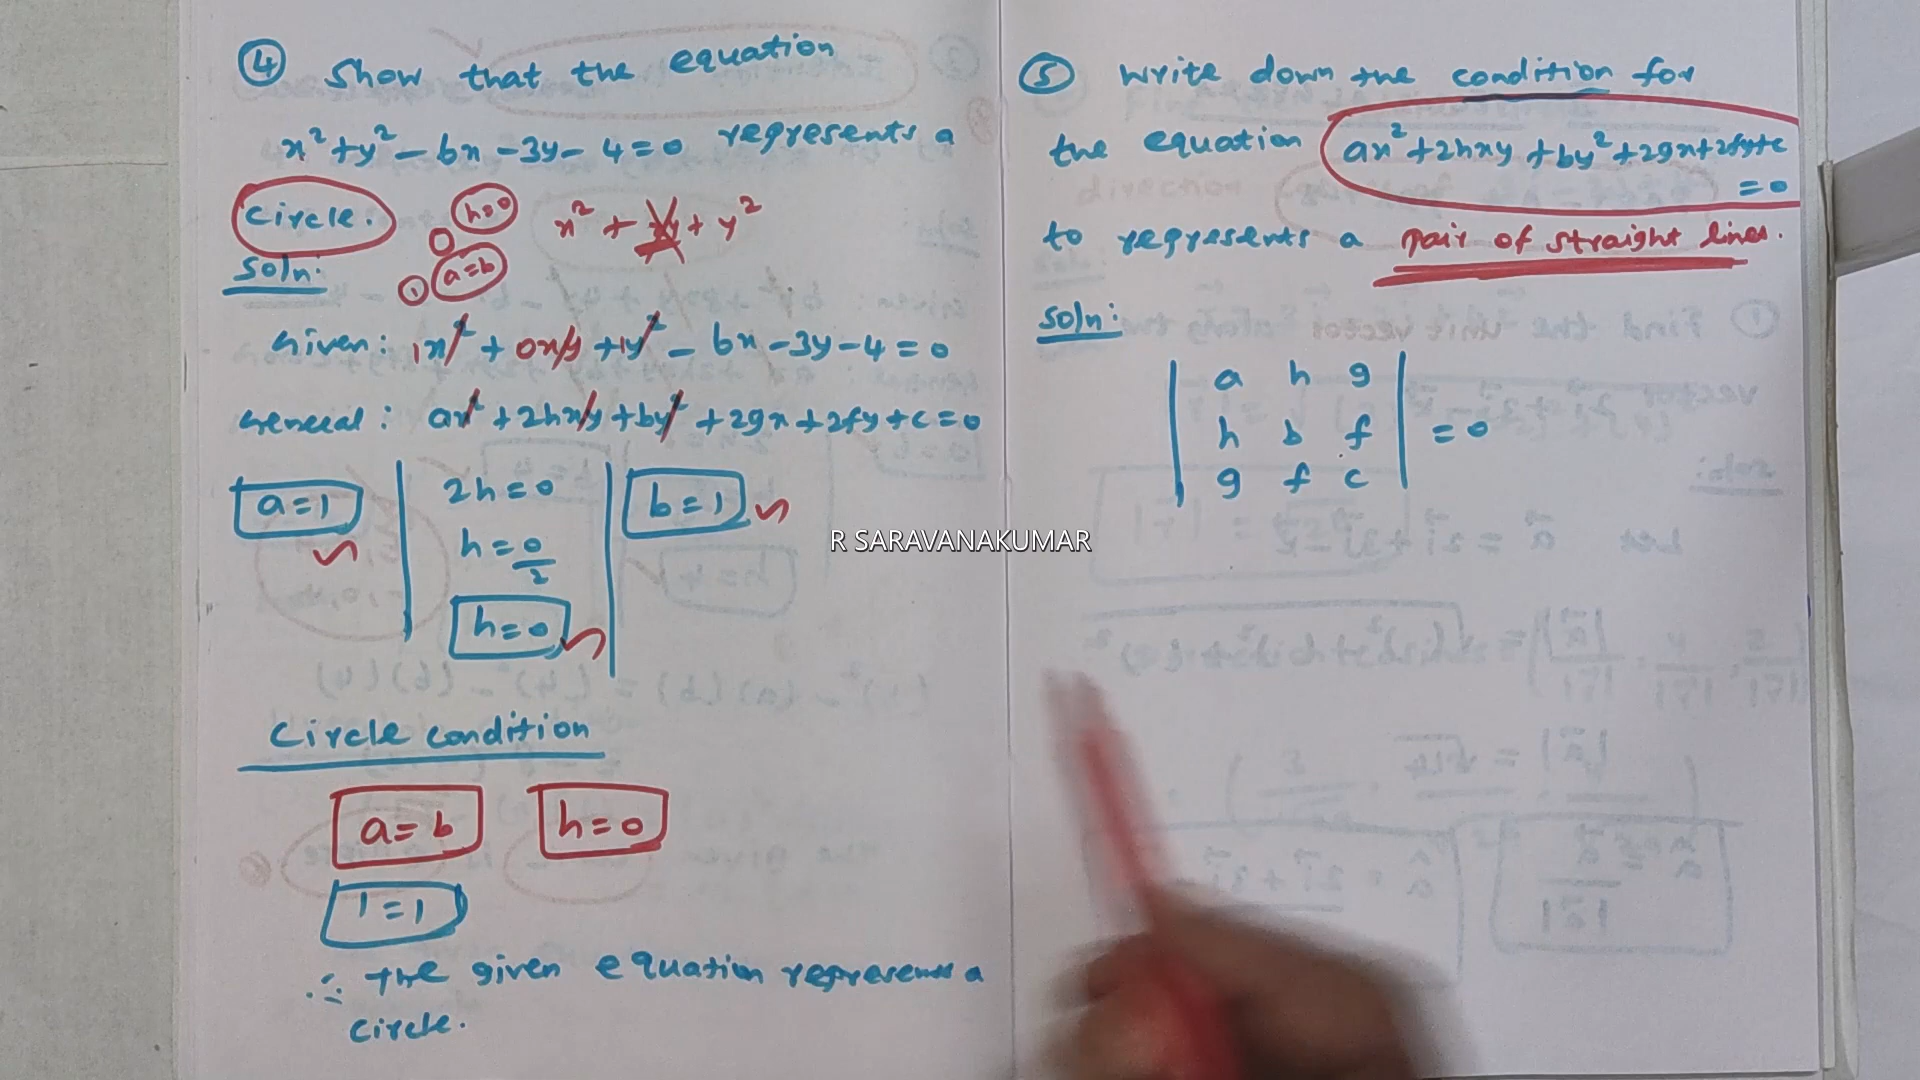 ④ Show that the equation
x² + y² - 6x - 3y - 4 = 0 represents a
circle.
h=0
x² + xy + y²
① a=b
Soln:
Given: 1x² + 0xy + 1y² - 6x - 3y - 4 = 0
General: ax² + 2hxy + by² + 2gx + 2fy + c = 0
a=1
2h=0
b=1
h=0/2
h=0
Circle condition
a=b h=0
1=1
∴ The given equation represents a
circle.
⑤ Write down the condition for
the equation ax² + 2hxy + by² + 2gx + 2fy + c
= 0
to represents a pair of straight lines.
Soln:
| a h g |
| h b f | = 0
| g f c |
R SARAVANAKUMAR